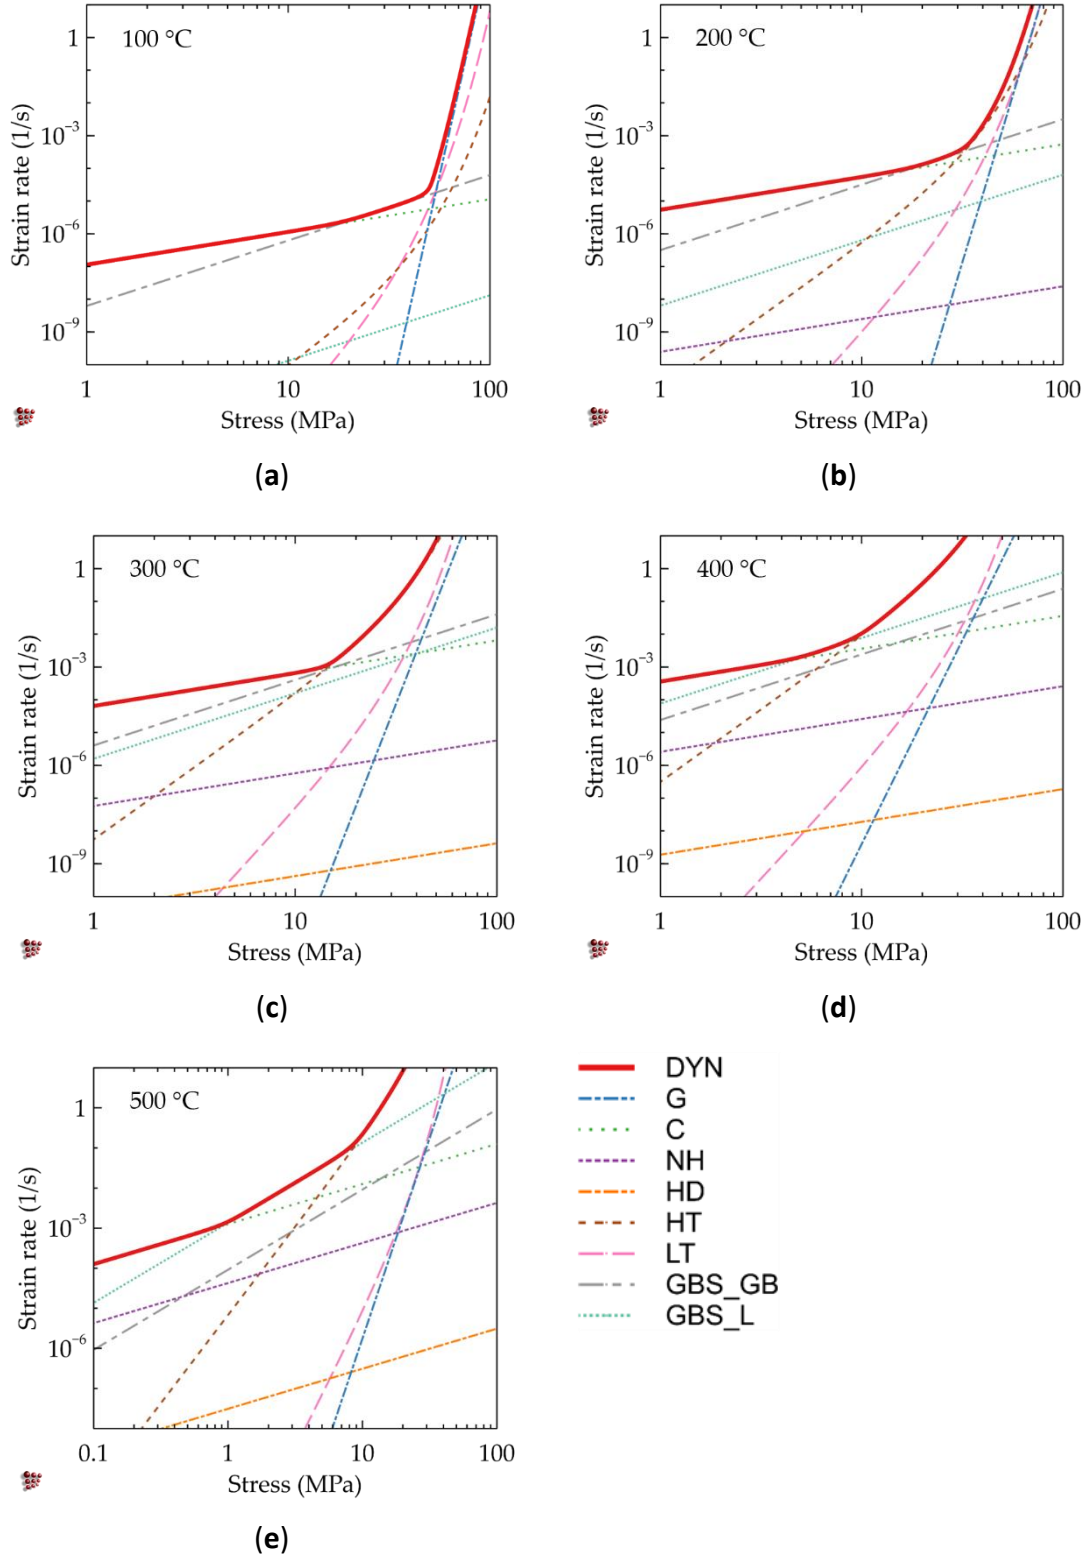 100 °C
Strain rate (1/s)
1
10⁻³
10⁻⁶
10⁻⁹
1 10 100
Stress (MPa)
(a)
200 °C
Strain rate (1/s)
1
10⁻³
10⁻⁶
10⁻⁹
1 10 100
Stress (MPa)
(b)
300 °C
Strain rate (1/s)
1
10⁻³
10⁻⁶
10⁻⁹
1 10 100
Stress (MPa)
(c)
400 °C
Strain rate (1/s)
1
10⁻³
10⁻⁶
10⁻⁹
1 10 100
Stress (MPa)
(d)
500 °C
Strain rate (1/s)
1
10⁻³
10⁻⁶
0.1 1 10 100
Stress (MPa)
(e)
DYN
G
C
NH
HD
HT
LT
GBS_GB
GBS_L